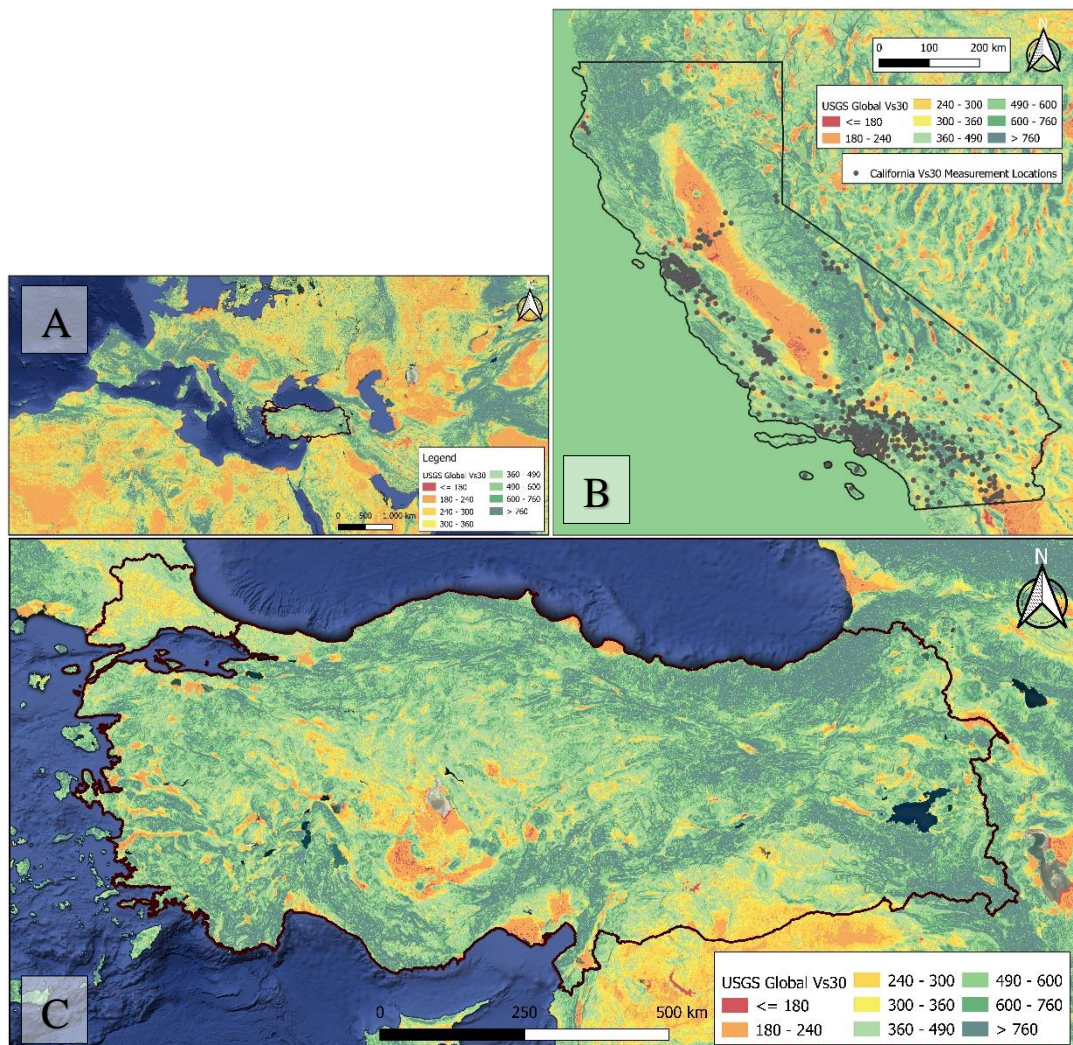 N
0 100 200 km
USGS Global Vs30
<= 180
180 - 240
240 - 300
300 - 360
360 - 490
490 - 600
600 - 760
> 760
California Vs30 Measurement Locations
B
A
N
Legend
USGS Global Vs30
<= 180
180 - 240
240 - 300
300 - 360
360 - 490
490 - 600
600 - 760
> 760
0 500 1.000 km
N
C
0 250 500 km
USGS Global Vs30
<= 180
180 - 240
240 - 300
300 - 360
360 - 490
490 - 600
600 - 760
> 760